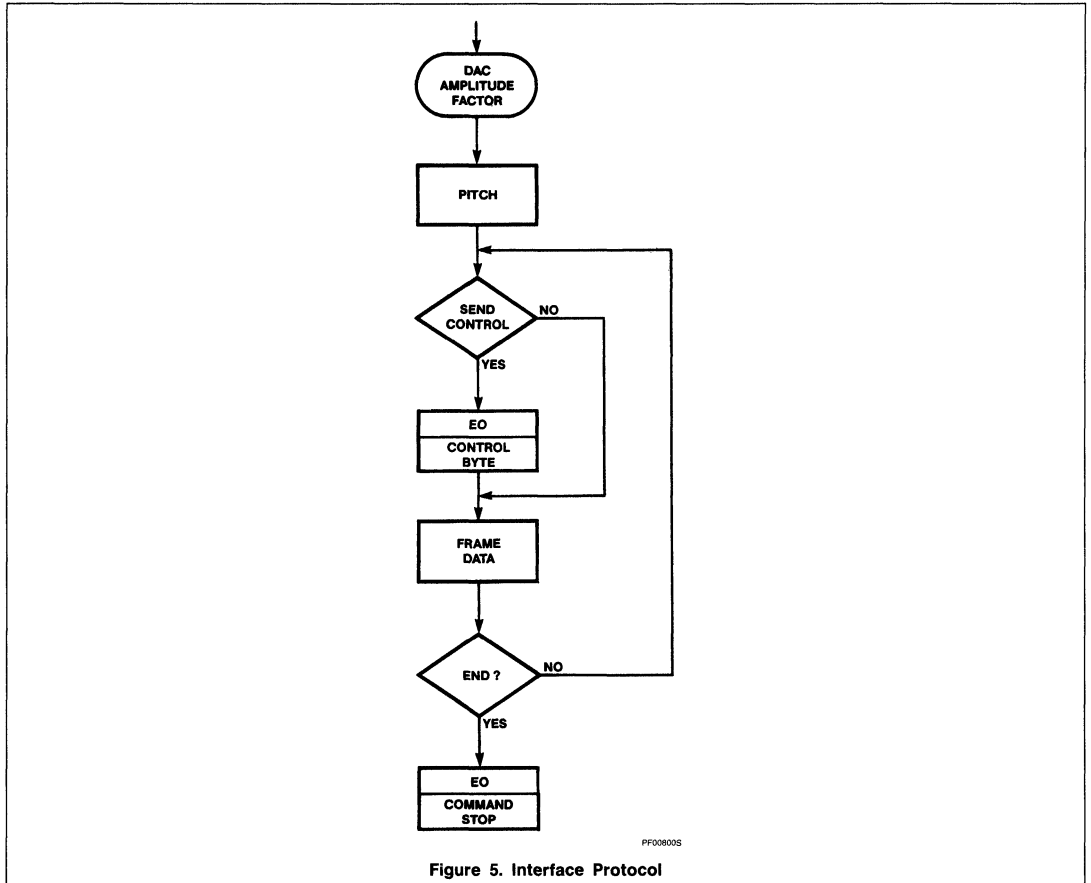 DAC
AMPLITUDE
FACTOR
PITCH
SEND
CONTROL
NO
YES
EO
CONTROL
BYTE
FRAME
DATA
END ?
NO
YES
EO
COMMAND
STOP
PF00800S
Figure 5. Interface Protocol